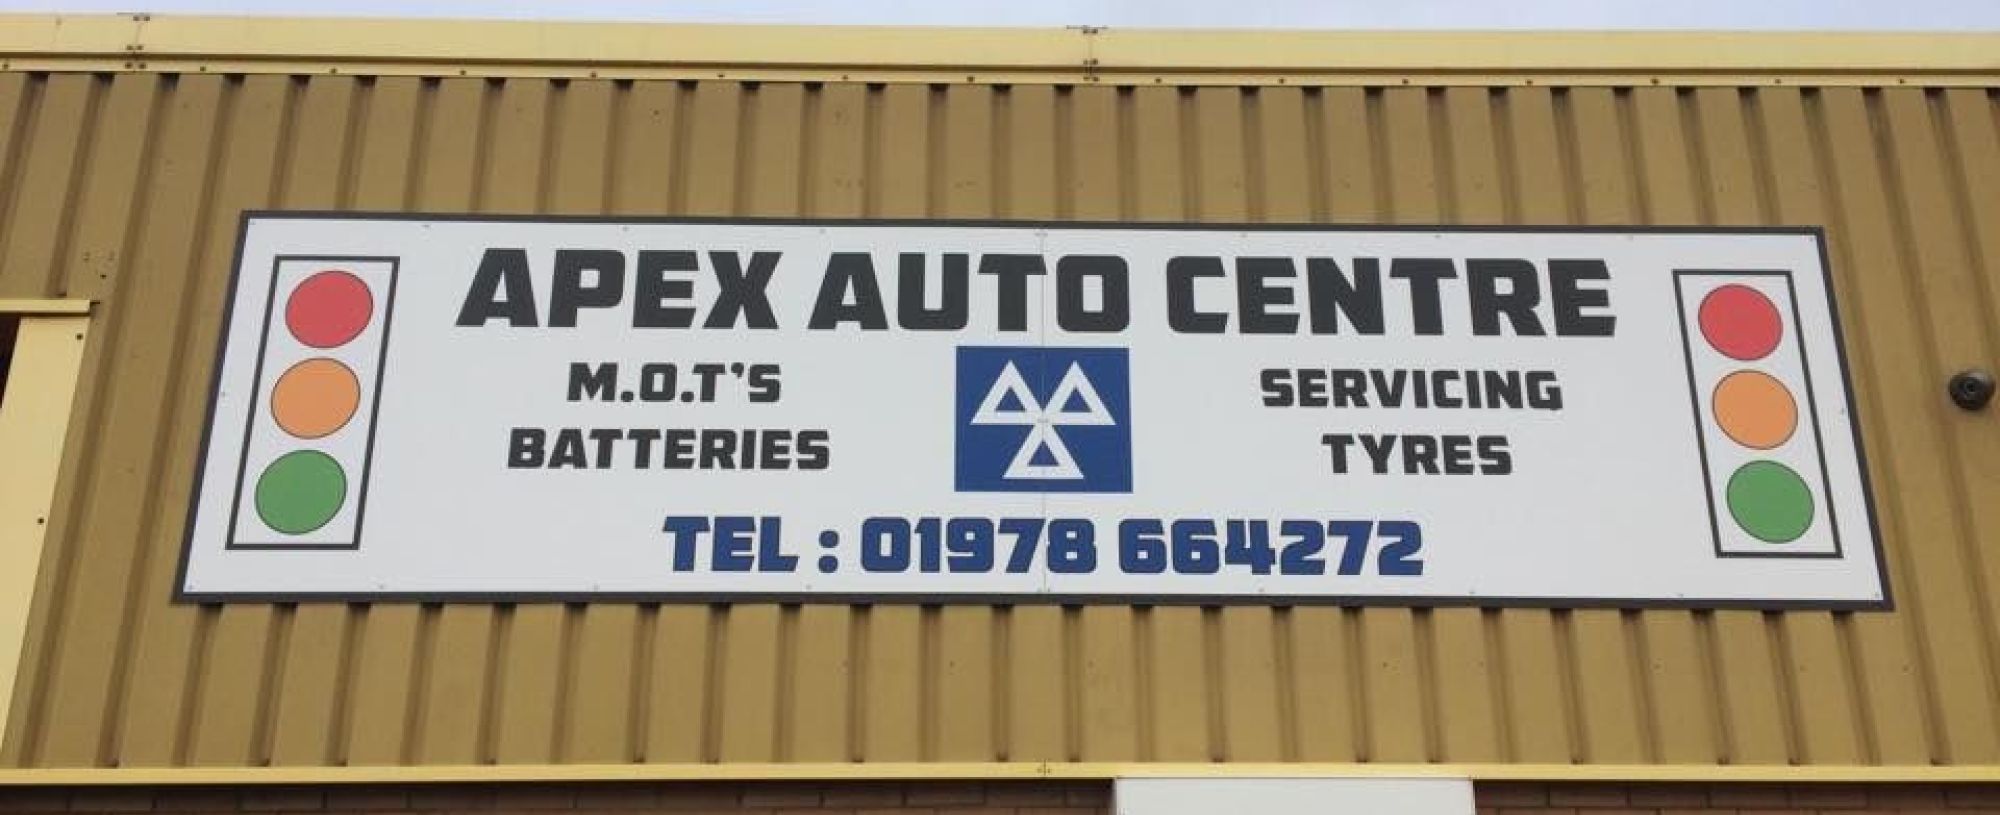 APEX AUTO CENTRE
M.O.T'S
BATTERIES
SERVICING
TYRES
TEL : 01978 664272